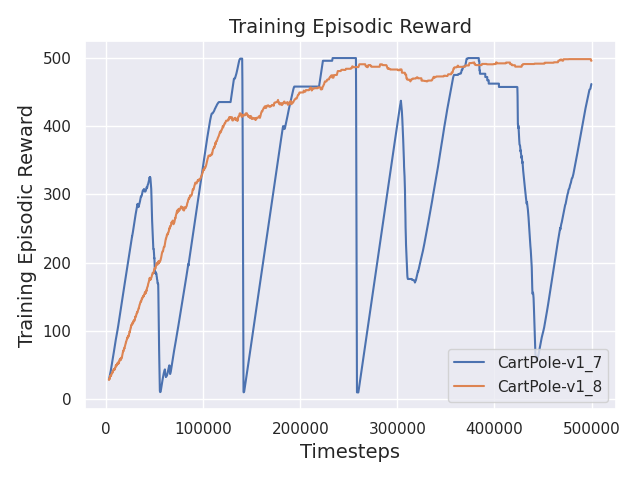 Training Episodic Reward
Training Episodic Reward
500
400
300
200
100
0
0 100000 200000 300000 400000 500000
Timesteps
CartPole-v1_7
CartPole-v1_8